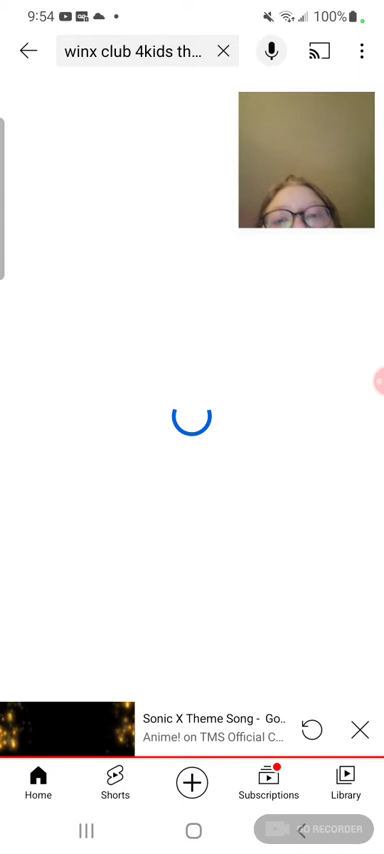 9:54
100%
winx club 4kids th...
Sonic X Theme Song - Go..
Anime! on TMS Official C...
Home
Shorts
Subscriptions
Library
GO RECORDER